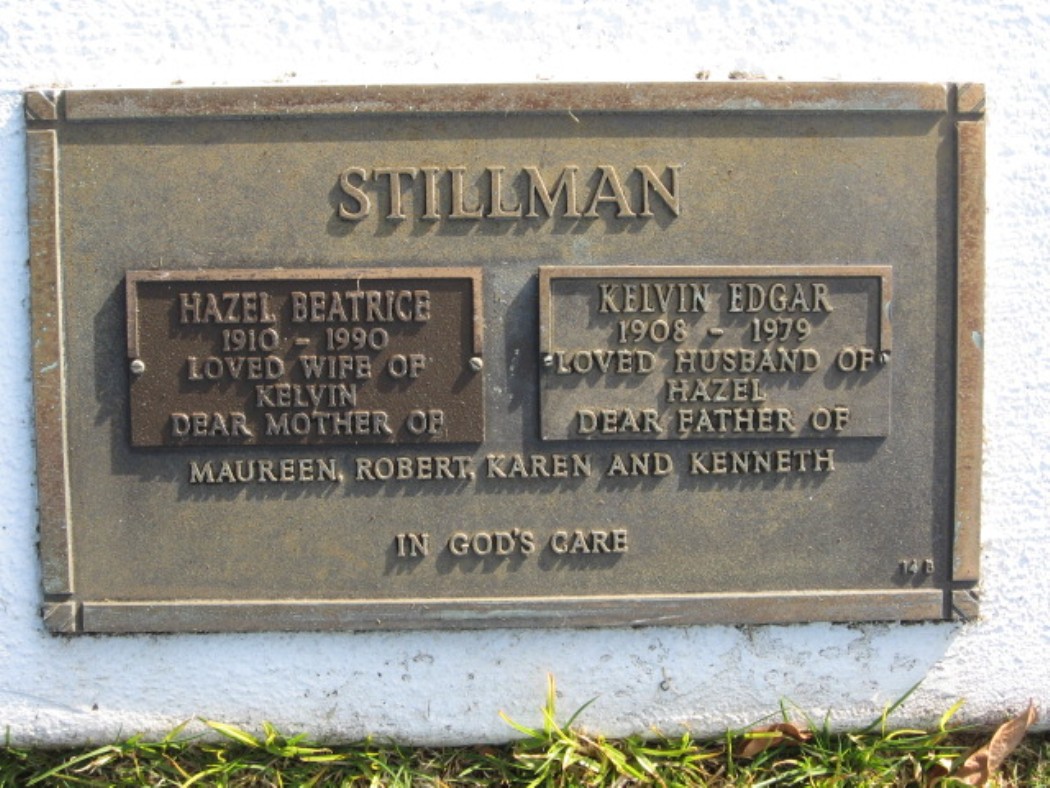 STILLMAN
HAZEL BEATRICE
1910 - 1990
LOVED WIFE OF
KELVIN
DEAR MOTHER OF
KELVIN EDGAR
1908 - 1979
LOVED HUSBAND OF
HAZEL
DEAR FATHER OF
MAUREEN, ROBERT, KAREN AND KENNETH
IN GOD'S CARE
14 B